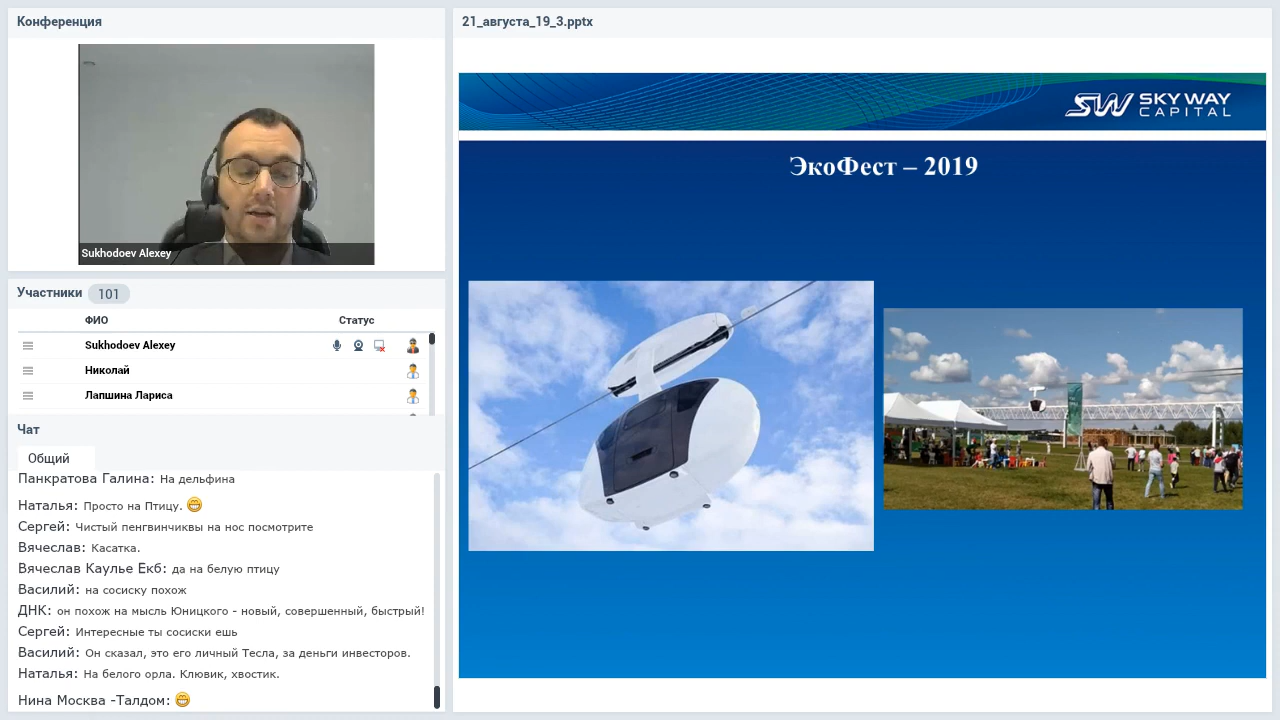 Конференция
Sukhodoev Alexey
Участники 101
ФИО Статус
Sukhodoev Alexey
Николай
Лапшина Лариса
Чат
Общий
Панкратова Галина: На дельфина
Наталья: Просто на Птицу.
Сергей: Чистый пенгвинчиквы на нос посмотрите
Вячеслав: Касатка.
Вячеслав Каулье Екб: да на белую птицу
Василий: на сосиску похож
ДНК: он похож на мысль Юницкого - новый, совершенный, быстрый!
Сергей: Интересные ты сосиски ешь
Василий: Он сказал, это его личный Тесла, за деньги инвесторов.
Наталья: На белого орла. Клювик, хвостик.
Нина Москва -Талдом:
21_августа_19_3.pptx
SW SKY WAY
CAPITAL
ЭкоФест – 2019